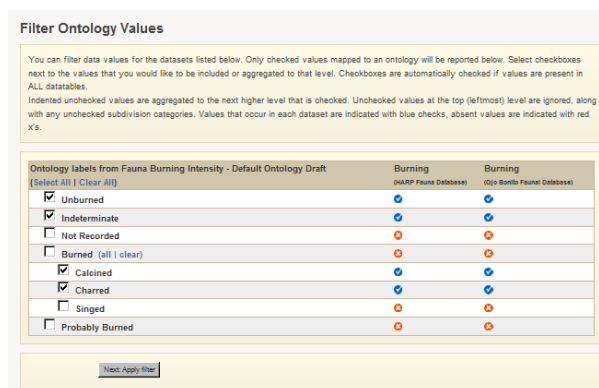 Filter Ontology Values
You can filter data values for the datasets listed below. Only checked values mapped to an ontology will be reported below. Select checkboxes
next to the values that you would like to be included or aggregated to that level. Checkboxes are automatically checked if values are present in
ALL datatables.
Indented unchecked values are aggregated to the next higher level that is checked. Unchecked values at the top (leftmost) level are ignored, along
with any unchecked subdivision categories. Values that occur in each dataset are indicated with blue checks, absent values are indicated with red
x's.
Ontology labels from Fauna Burning Intensity - Default Ontology Draft Burning Burning
(Select All | Clear All) (HARP Fauna Database) (Ojo Bonito Faunal Database)
Unburned
Indeterminate
Not Recorded
Burned (all | clear)
Calcined
Charred
Singed
Probably Burned
Next: Apply filter